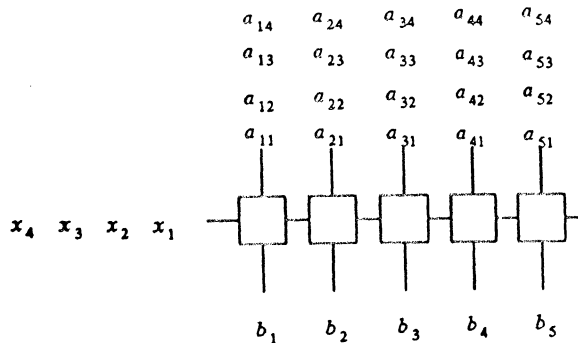 a14 a24 a34 a44 a54
a13 a23 a33 a43 a53
a12 a22 a32 a42 a52
a11 a21 a31 a41 a51
x4 x3 x2 x1
b1 b2 b3 b4 b5